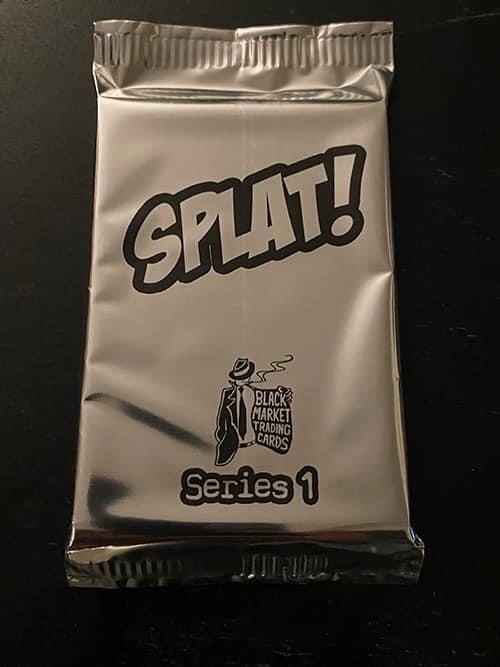 SPLAT!
BLACK
MARKET
TRADING
CARDS
Series 1